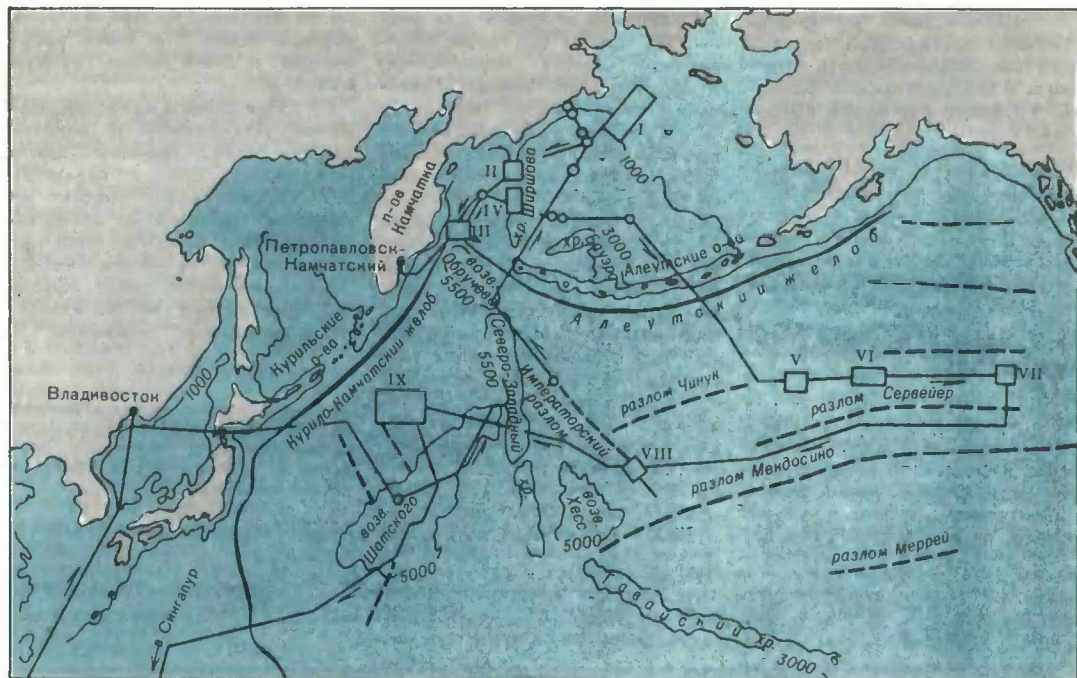 I
1000
II
хр. Ширшова
IV
III
п-ов
Камчатка
Петропавловск-
Камчатский
возв.
Обручева
5500
хр. Бауэрс
3000
Алеутские о-ва
Алеутский желоб
Курильские
о-ва
1000
Владивосток
Курило-Камчатский желоб
IX
Северо-Западный
5500
хр.
Императорский
разлом
разлом Чинук
V
VI
VII
разлом Сервейер
VIII
разлом Мендосино
возв.
Хесс
5000
возв.
Шатского
5000
разлом Меррей
Сингапур
Гавайский хр.
3000